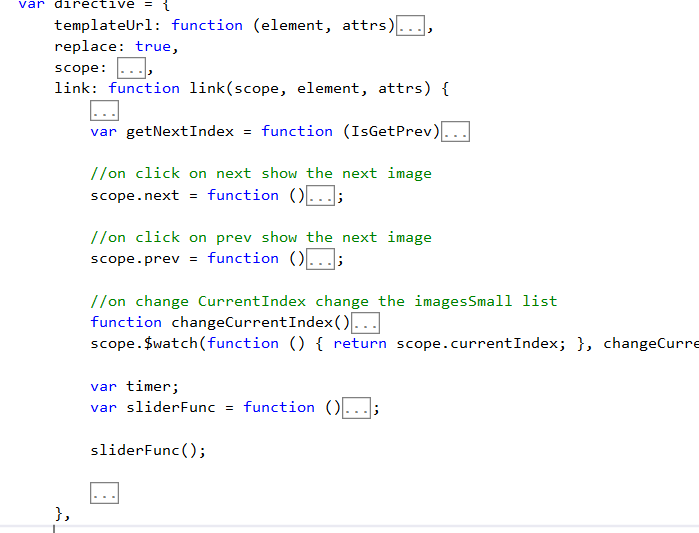 var directive = {
templateUrl: function (element, attrs)...,
replace: true,
scope: ...,
link: function link(scope, element, attrs) {
...
var getNextIndex = function (IsGetPrev)...
//on click on next show the next image
scope.next = function ()...;
//on click on prev show the next image
scope.prev = function ()...;
//on change CurrentIndex change the imagesSmall list
function changeCurrentIndex()...
scope.$watch(function () { return scope.currentIndex; }, changeCurre
var timer;
var sliderFunc = function ()...;
sliderFunc();
...
},